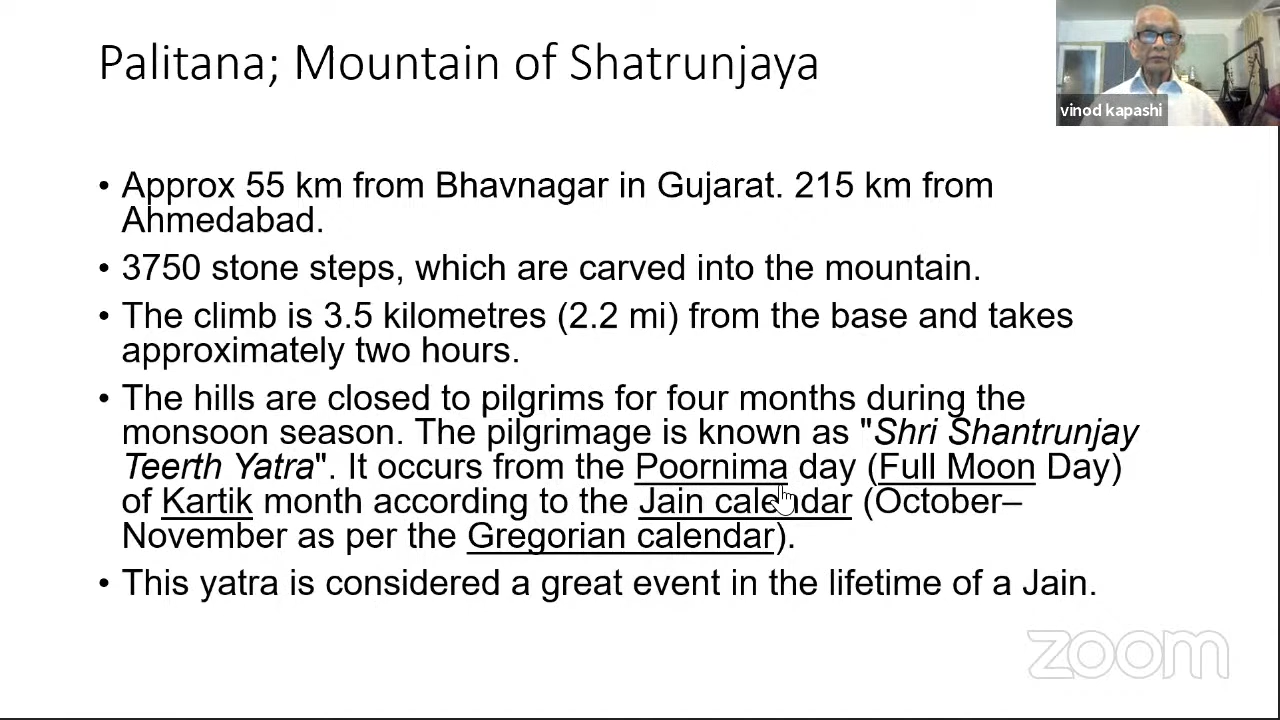 Palitana; Mountain of Shatrunjaya
vinod kapashi
• Approx 55 km from Bhavnagar in Gujarat. 215 km from
Ahmedabad.
• 3750 stone steps, which are carved into the mountain.
• The climb is 3.5 kilometres (2.2 mi) from the base and takes
approximately two hours.
• The hills are closed to pilgrims for four months during the
monsoon season. The pilgrimage is known as "Shri Shantrunjay
Teerth Yatra". It occurs from the Poornima day (Full Moon Day)
of Kartik month according to the Jain calendar (October–
November as per the Gregorian calendar).
• This yatra is considered a great event in the lifetime of a Jain.
zoom